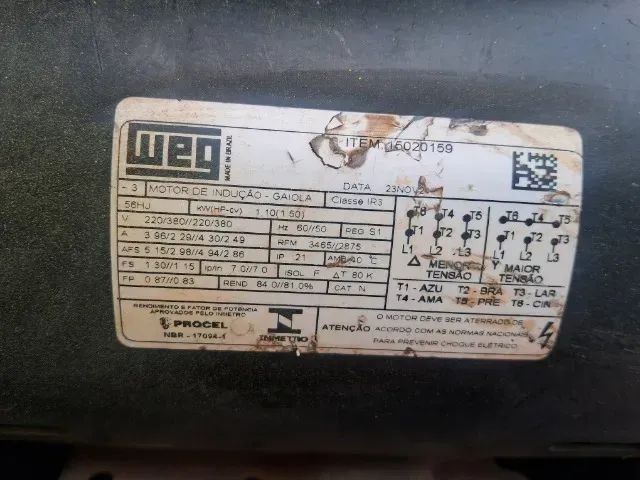 WEG
MADE IN BRAZIL
ITEM 15020159
~ 3 MOTOR DE INDUÇÃO - GAIOLA DATA 23NOV
56HJ kW(HP-cv) 1.10(1.50) Classe IR3
V 220/380//220/380 Hz 60//50 REG S1
A 3.96/2.29//4.30/2.49 RPM 3465//2875
AFS 5.15/2.98//4.94/2.86 IP 21 AMB 40°C
FS 1.30//1.15 Ip/In 7.0//7.0 ISOL F ΔT 80 K
FP 0.87//0.83 REND 84.0//81.0% CAT N
T6 T4 T5
T1 T2 T3
L1 L2 L3
Δ MENOR TENSÃO
T6 T4 T5
T1 T2 T3
L1 L2 L3
Y MAIOR TENSÃO
T1 - AZU T2 - BRA T3 - LAR
T4 - AMA T5 - PRE T6 - CIN
RENDIMENTO E FATOR DE POTÊNCIA
APROVADOS PELO INMETRO
PROCEL
NBR - 17094-1
INMETRO
ATENÇÃO
O MOTOR DEVE SER ATERRADO DE
ACORDO COM AS NORMAS NACIONAIS
PARA PREVENIR CHOQUE ELÉTRICO.